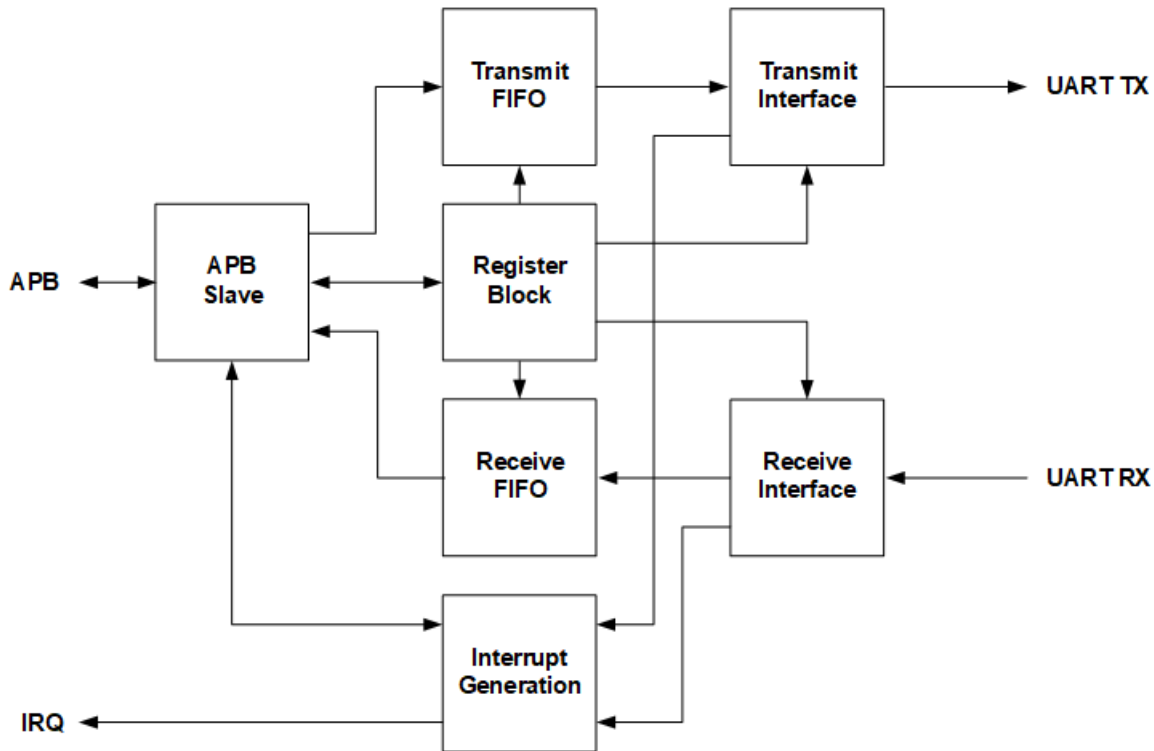 Transmit
FIFO
Transmit
Interface
UART TX
APB
APB
Slave
Register
Block
Receive
FIFO
Receive
Interface
UART RX
Interrupt
Generation
IRQ